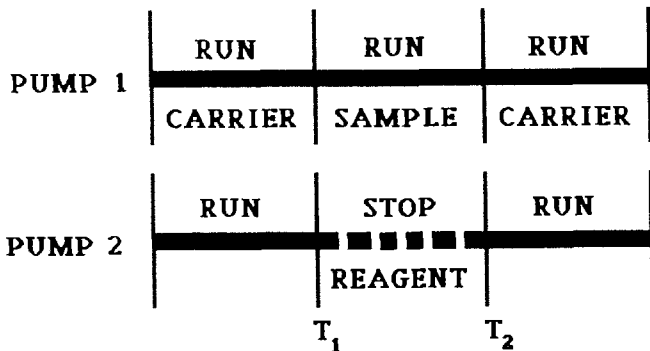 RUN RUN RUN
PUMP 1
CARRIER SAMPLE CARRIER
RUN STOP RUN
PUMP 2
REAGENT
T1 T2